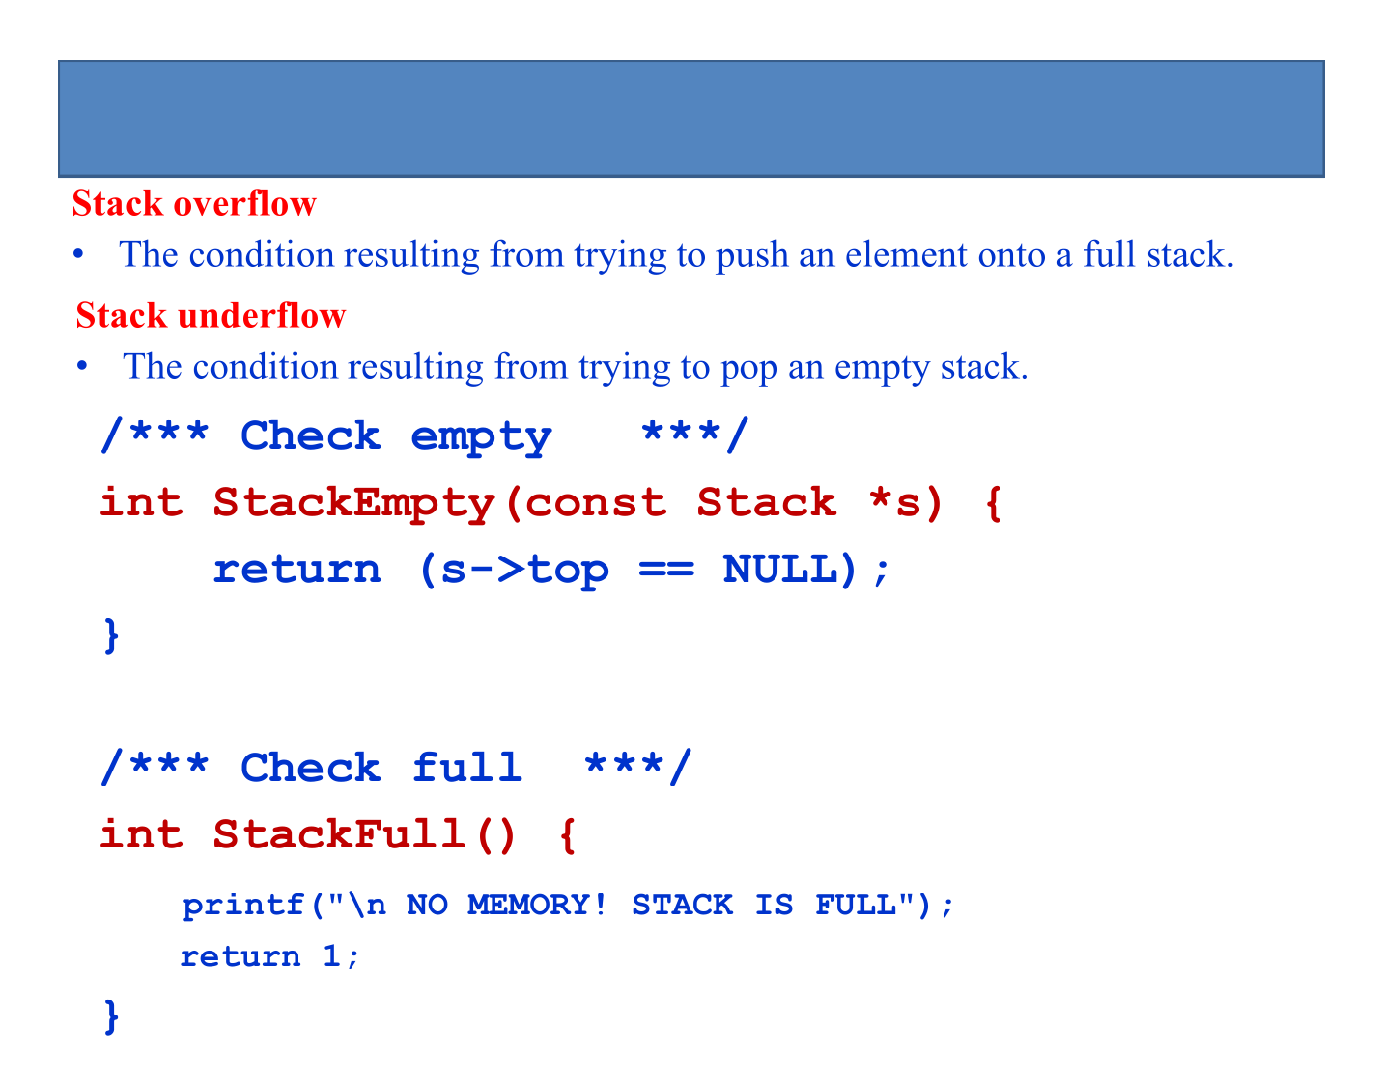 Stack overflow
• The condition resulting from trying to push an element onto a full stack.
Stack underflow
• The condition resulting from trying to pop an empty stack.
/*** Check empty   ***/
int StackEmpty(const Stack *s) {
    return (s->top == NULL);
}
/*** Check full  ***/
int StackFull() {
    printf("\n NO MEMORY! STACK IS FULL");
    return 1;
}